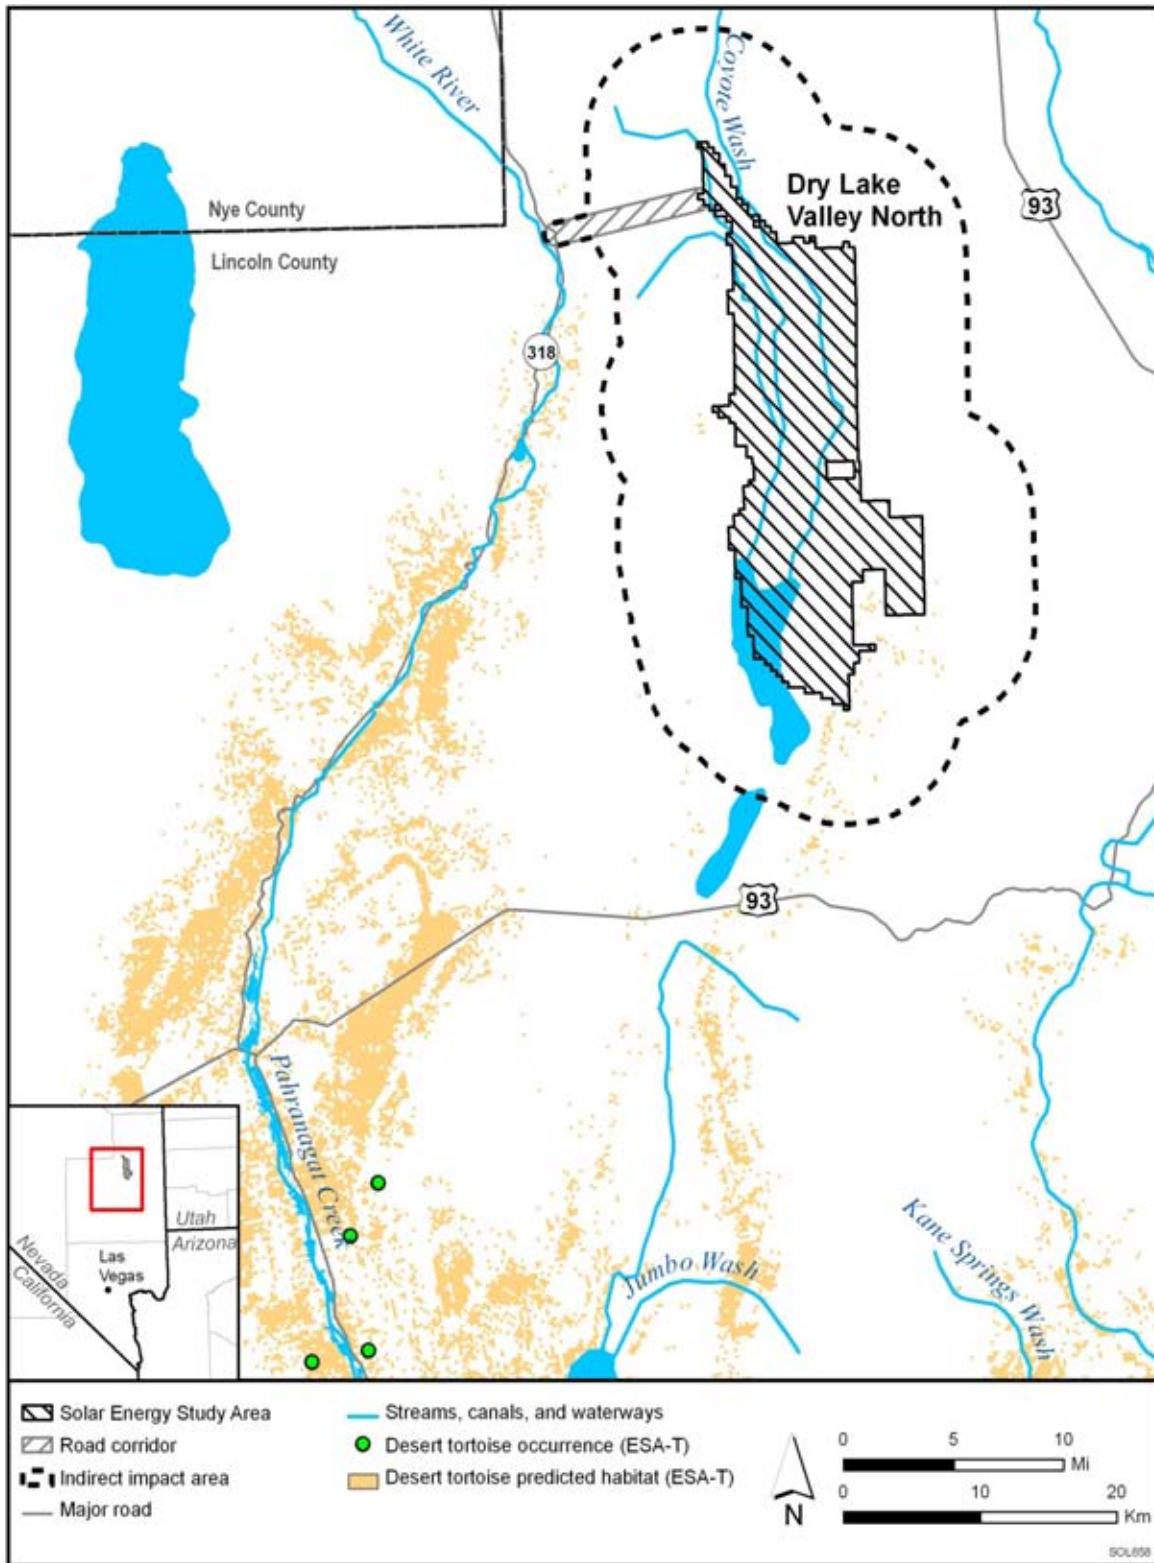 White River
Coyote Wash
Dry Lake
Valley North
93
Nye County
Lincoln County
318
93
Pahranagat Creek
Jumbo Wash
Kane Springs Wash
Utah
Arizona
Nevada
California
Las
Vegas
Solar Energy Study Area
Road corridor
Indirect impact area
Major road
Streams, canals, and waterways
Desert tortoise occurrence (ESA-T)
Desert tortoise predicted habitat (ESA-T)
N
0 5 10
Mi
0 10 20
Km
SOL658